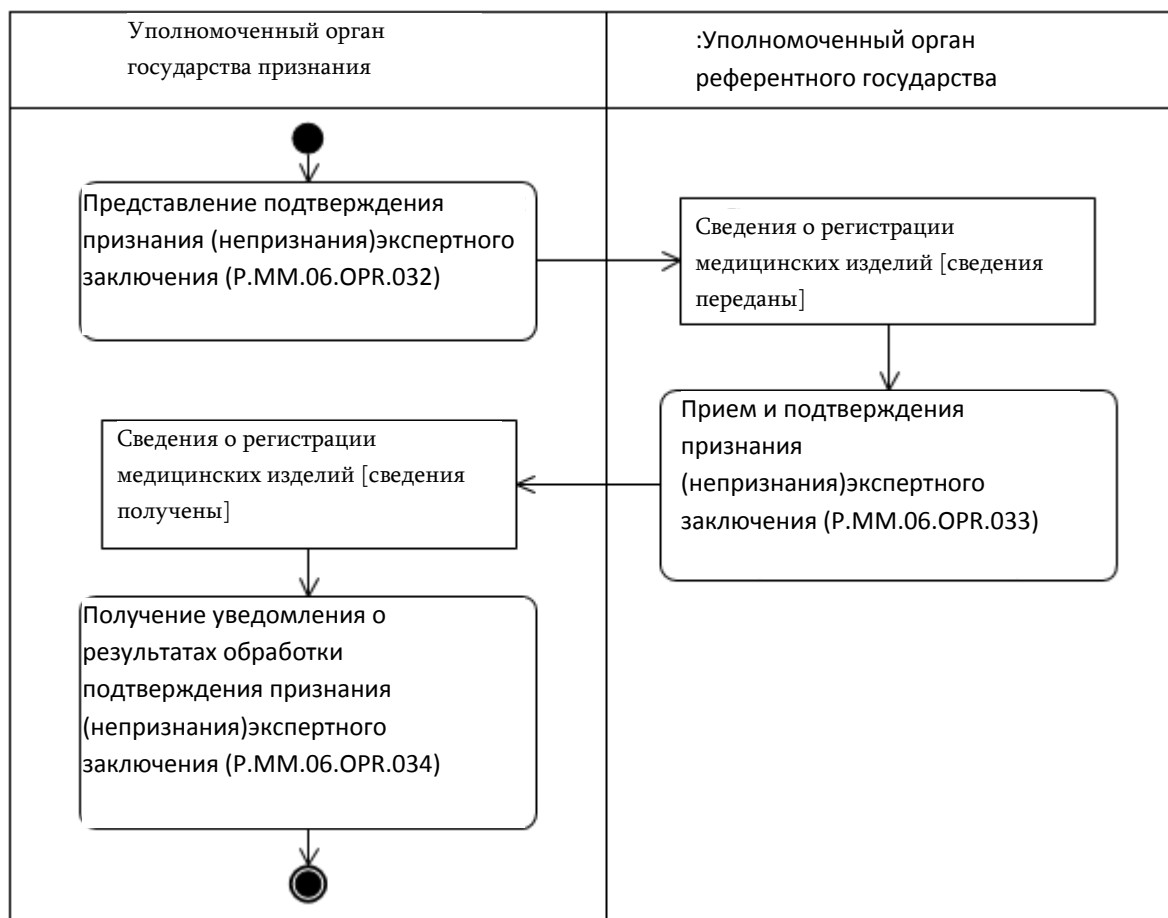 Уполномоченный орган
государства признания
:Уполномоченный орган
референтного государства
Представление подтверждения
признания (непризнания)экспертного
заключения (P.MM.06.OPR.032)
Сведения о регистрации
медицинских изделий [сведения
переданы]
Прием и подтверждения
признания
(непризнания)экспертного
заключения (P.MM.06.OPR.033)
Сведения о регистрации
медицинских изделий [сведения
получены]
Получение уведомления о
результатах обработки
подтверждения признания
(непризнания)экспертного
заключения (P.MM.06.OPR.034)